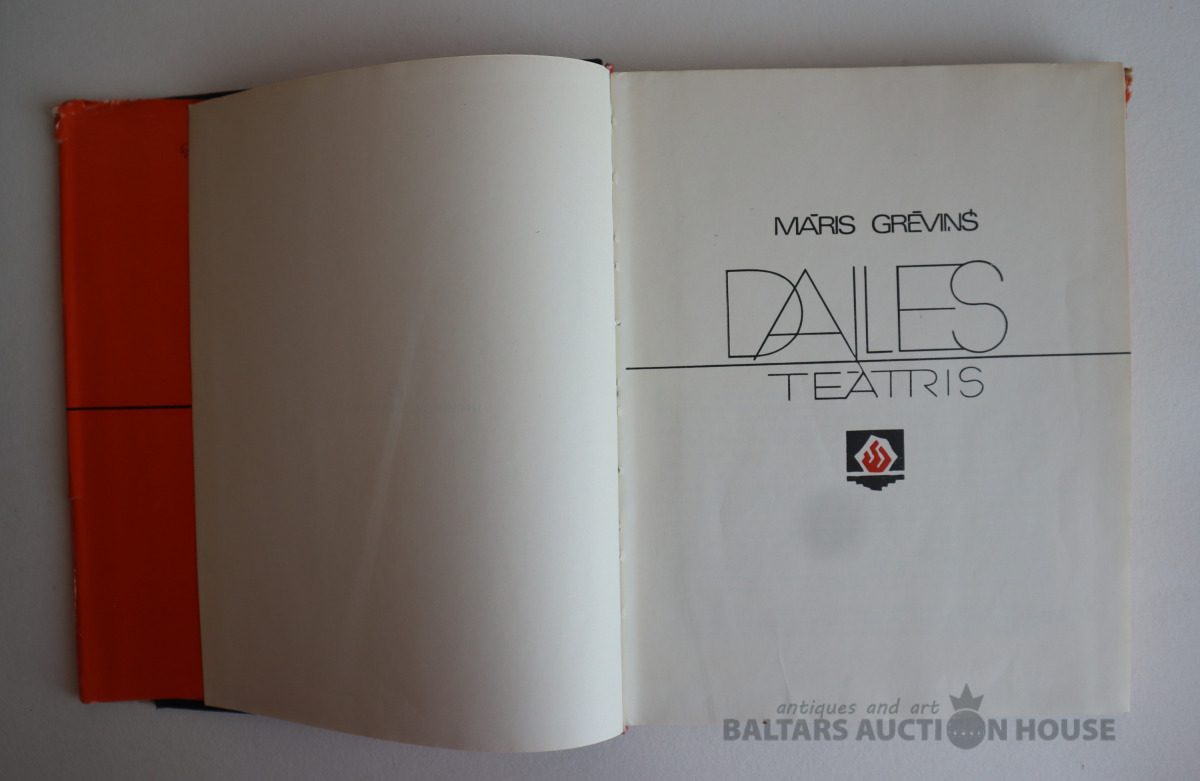 MĀRIS GRĒVIŅŠ
DAILES
TEĀTRIS
antiques and art
BALTARS AUCTION HOUSE